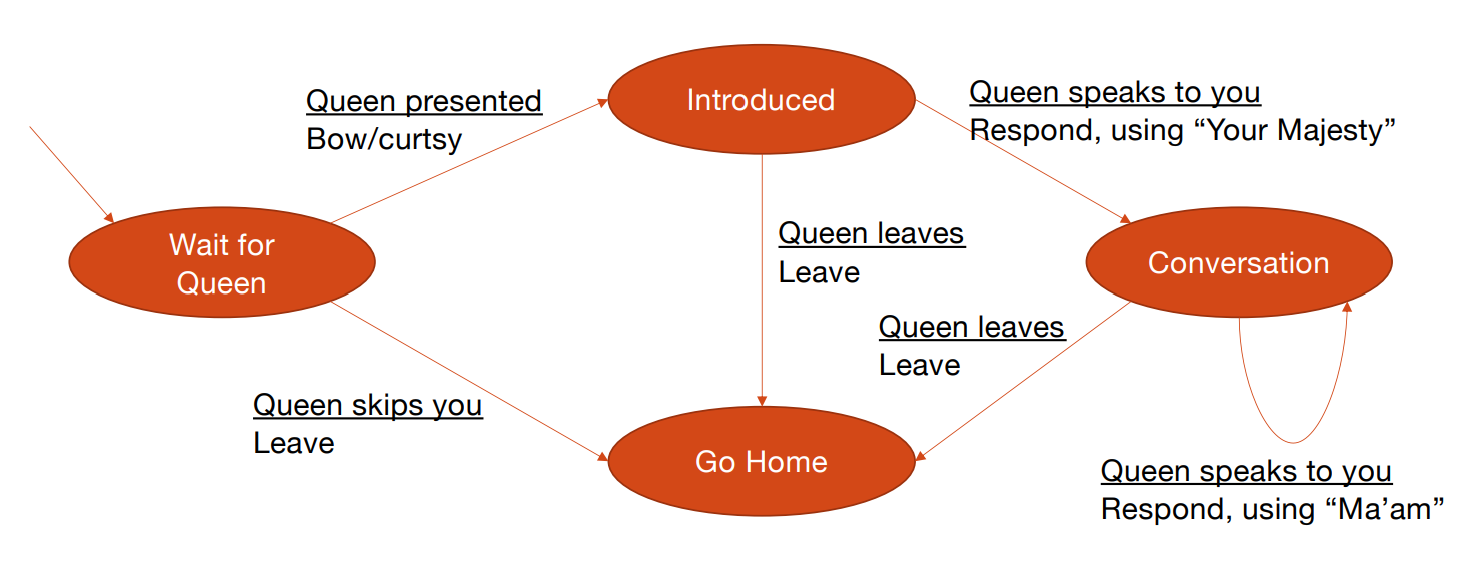 Queen presented
Bow/curtsy
Introduced
Queen speaks to you
Respond, using “Your Majesty”
Wait for
Queen
Queen leaves
Leave
Conversation
Queen leaves
Leave
Queen skips you
Leave
Go Home
Queen speaks to you
Respond, using “Ma’am”